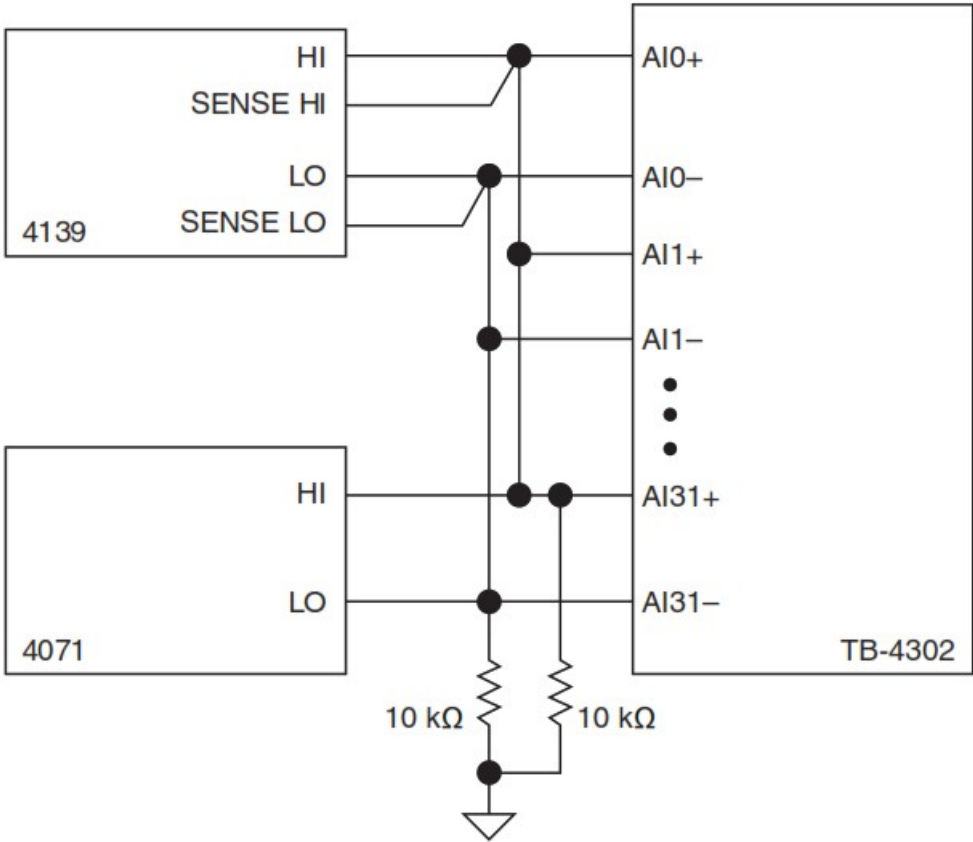 HI
SENSE HI
LO
SENSE LO
4139
AI0+
AI0–
AI1+
AI1–
HI
LO
4071
AI31+
AI31–
TB-4302
10 kΩ
10 kΩ